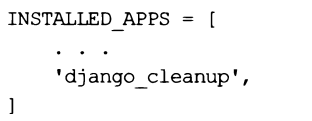 INSTALLED_APPS = [
. . .
'django_cleanup',
]